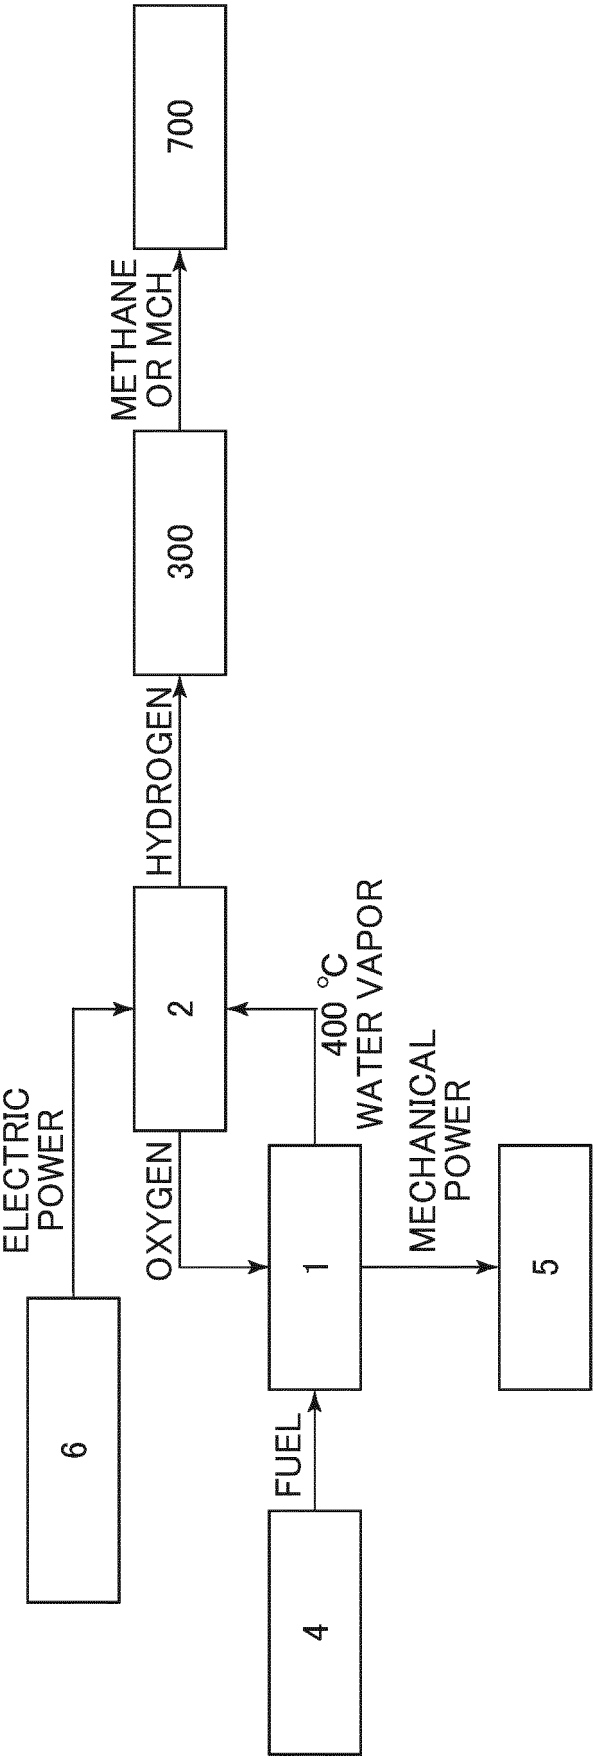 6
ELECTRIC
POWER
4
FUEL
1
OXYGEN
2
400 °C
WATER VAPOR
MECHANICAL
POWER
5
HYDROGEN
300
METHANE
OR MCH
700